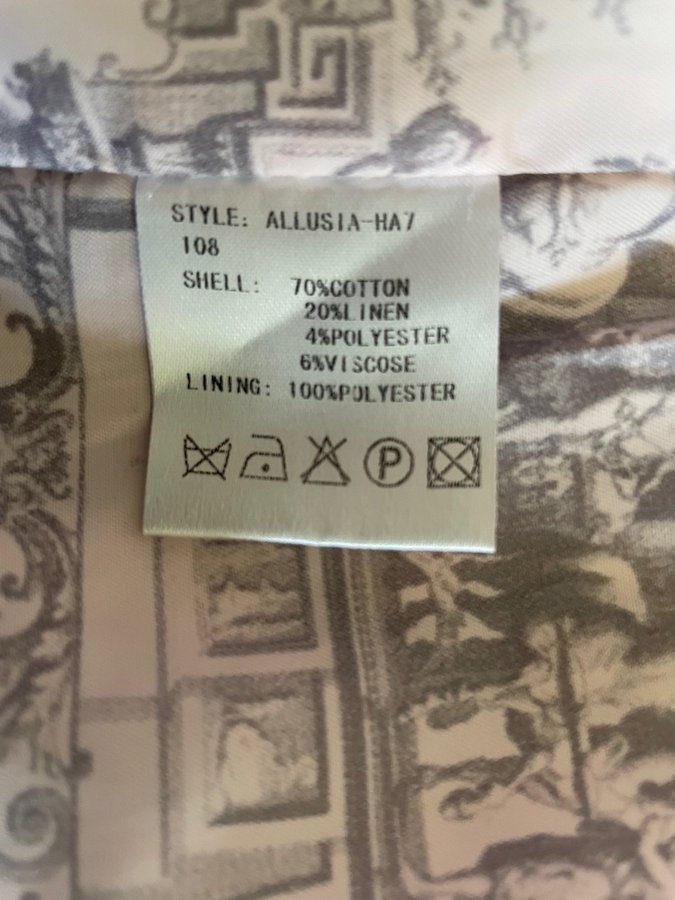 STYLE: ALLUSIA-HA7
108
SHELL: 70%COTTON
20%LINEN
4%POLYESTER
6%VISCOSE
LINING: 100%POLYESTER
P